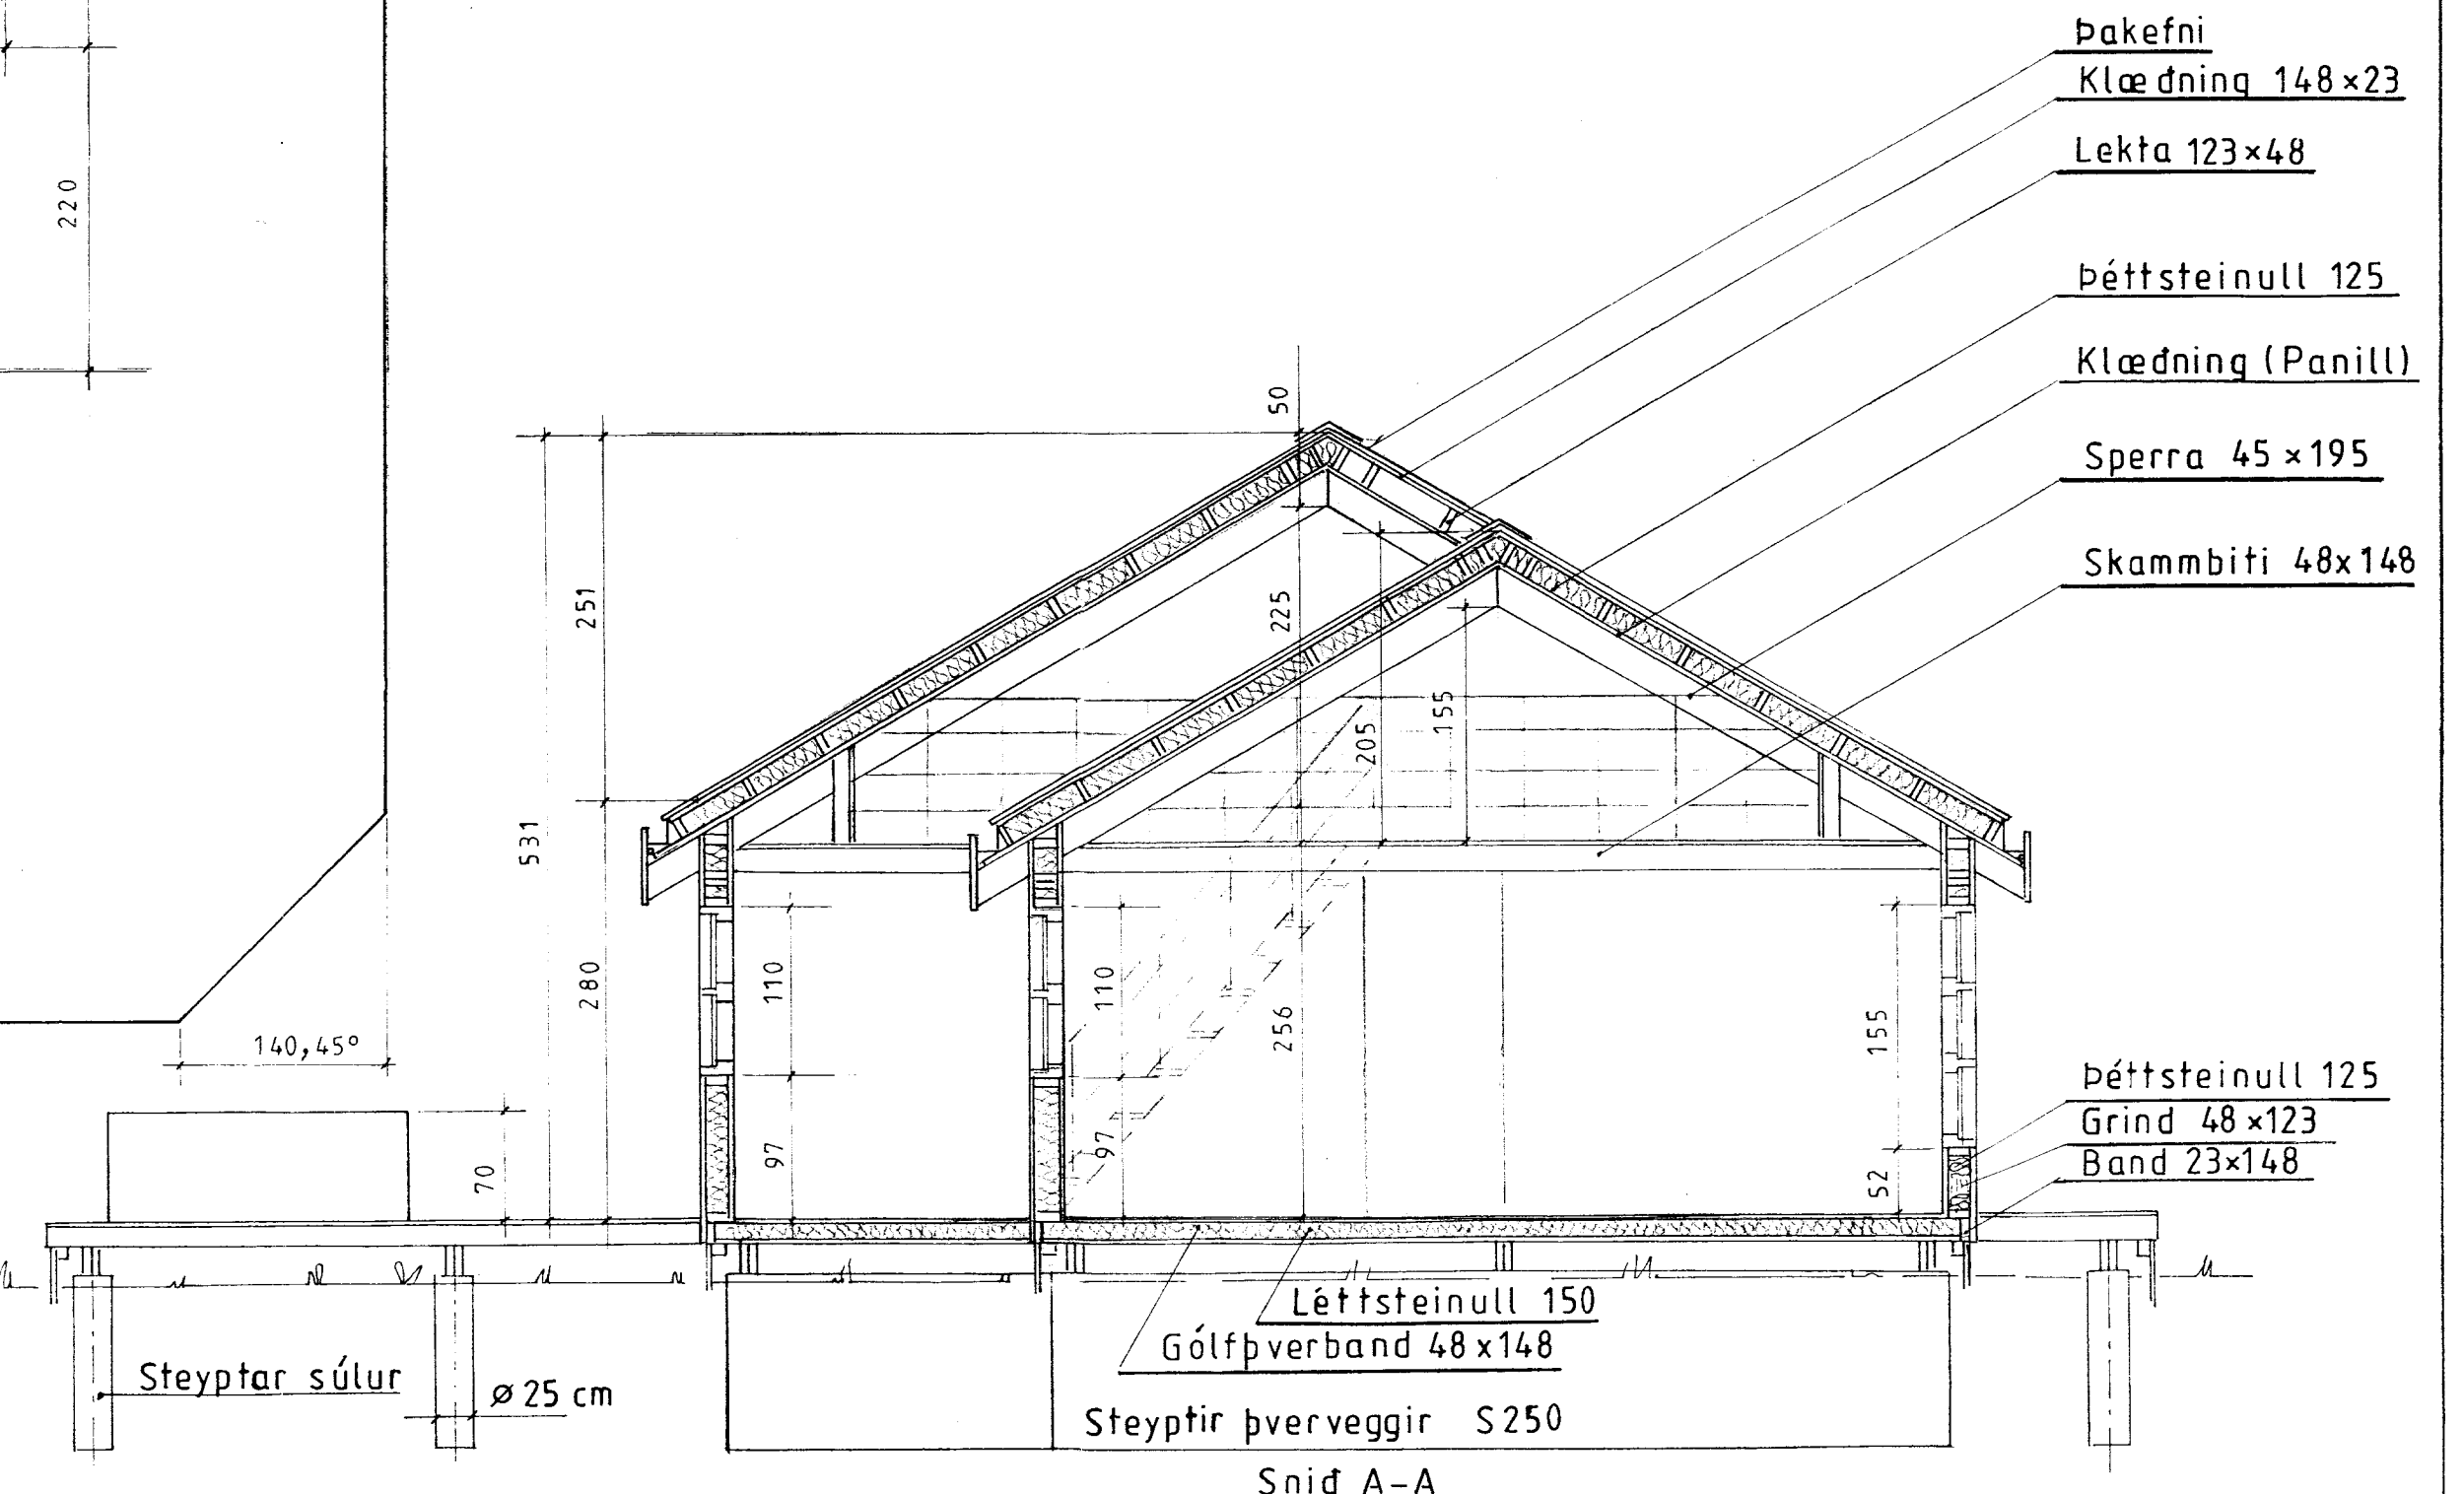 Þakefni
Klæðning 148×23
Lekta 123×48
Þéttsteinull 125
Klæðning (Panill)
Sperra 45×195
Skammbiti 48x148
220
50
251
225
205
155
531
280
110
110
256
155
140,45°
97
97
52
70
Þéttsteinull 125
Grind 48×123
Band 23×148
Léttsteinull 150
Gólfþverband 48x148
Steyptar súlur
ø25 cm
Steyptir þverveggir S250
Snið A-A